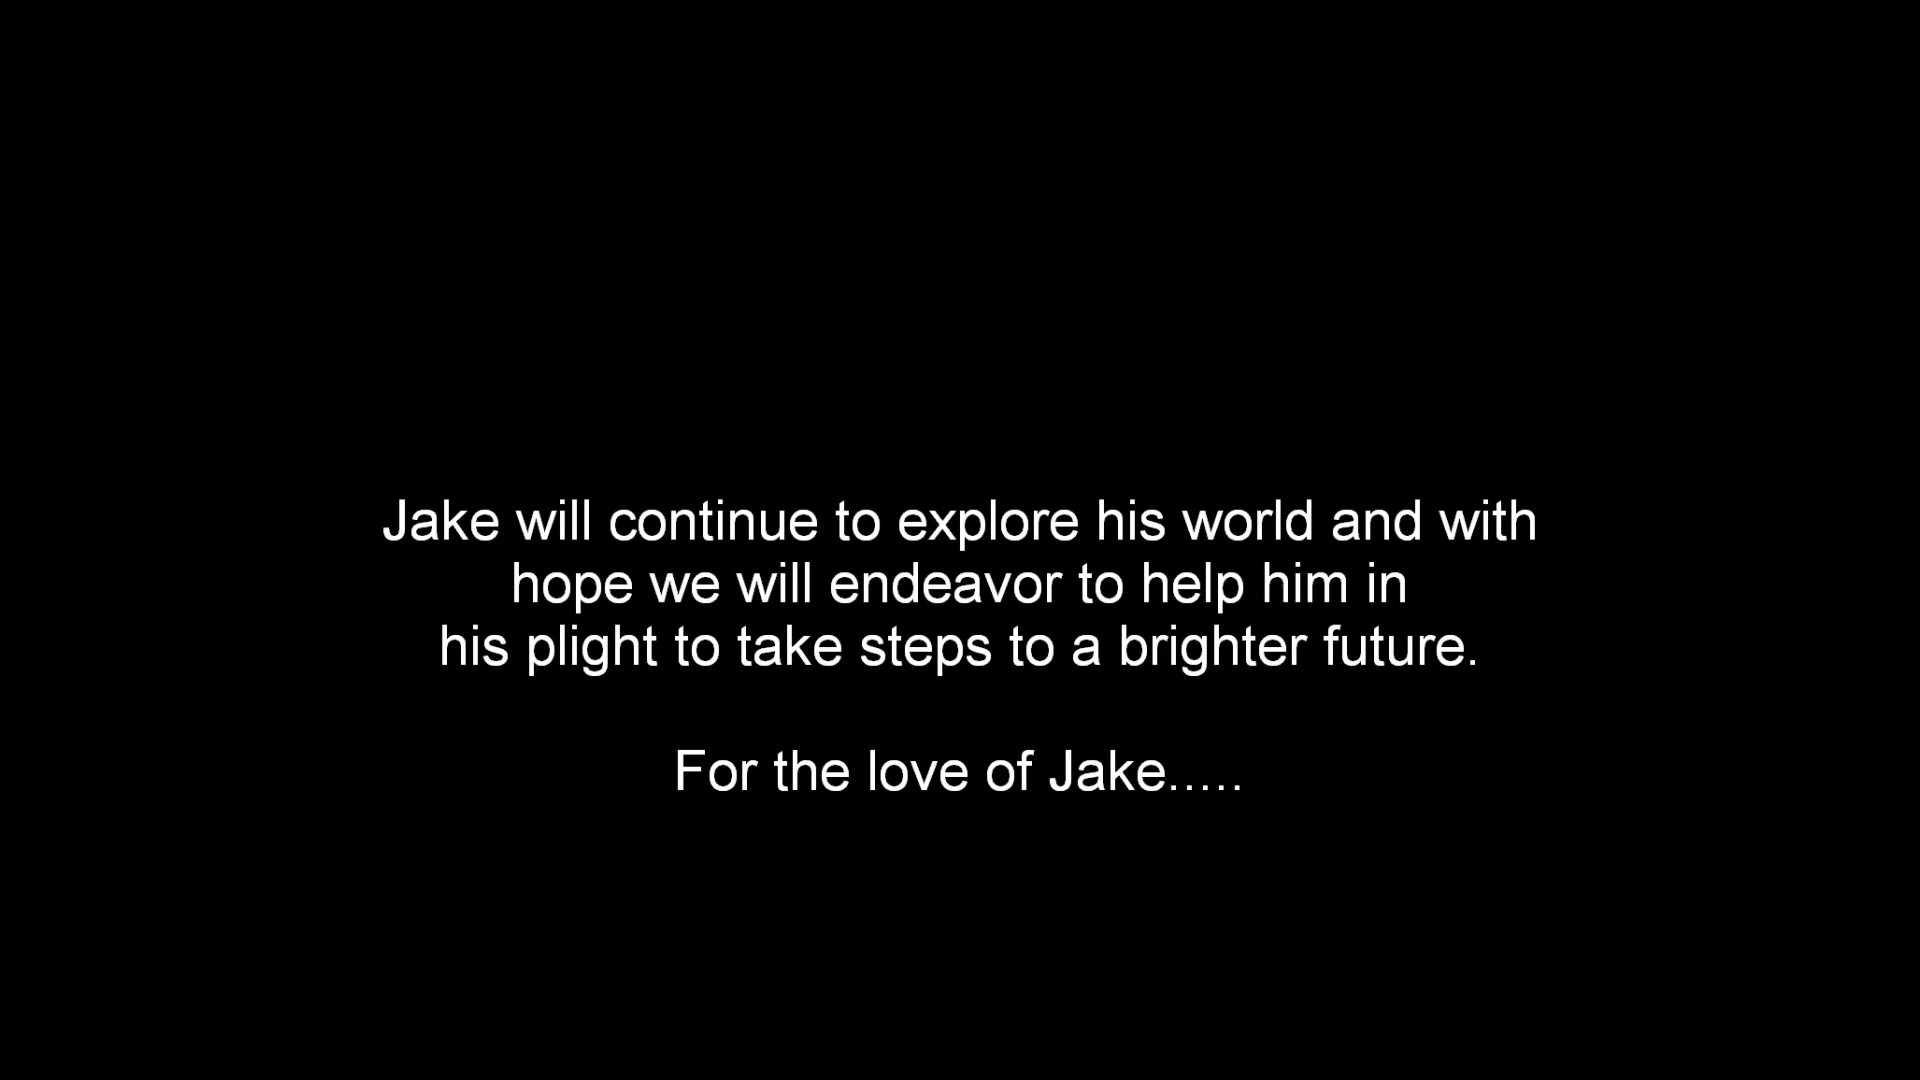 Jake will continue to explore his world and with
hope we will endeavor to help him in
his plight to take steps to a brighter future.
For the love of Jake.....